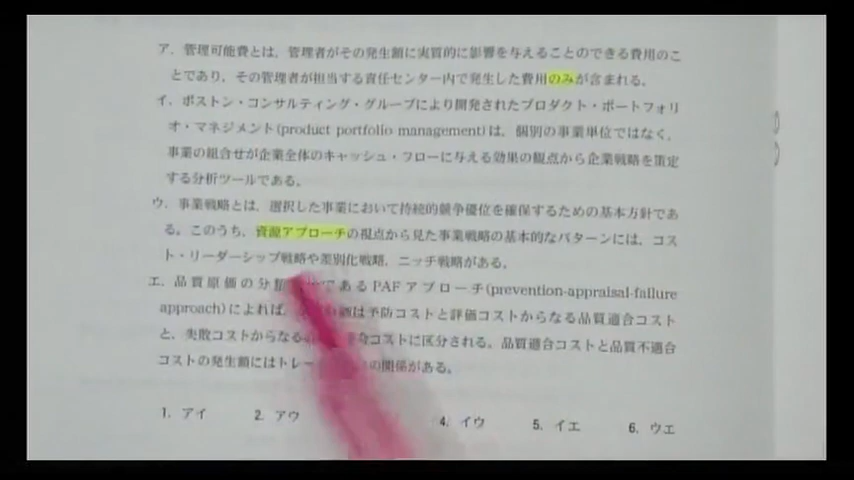 ア．管理可能費とは，管理者がその発生額に実質的に影響を与えることのできる費用のこ
とであり，その管理者が担当する責任センター内で発生した費用のみが含まれる。
イ．ボストン・コンサルティング・グループにより開発されたプロダクト・ポートフォリ
オ・マネジメント(product portfolio management)は，個別の事業単位ではなく，
事業の組合せが企業全体のキャッシュ・フローに与える効果の観点から企業戦略を策定
する分析ツールである。
ウ．事業戦略とは，選択した事業において持続的競争優位を確保するための基本方針であ
る。このうち，資源アプローチの視点から見た事業戦略の基本的なパターンには，コス
ト・リーダーシップ戦略や差別化戦略，ニッチ戦略がある。
エ．品質原価の分類 であるPAFアプローチ(prevention-appraisal-failure
approach)によれば， は予防コストと評価コストからなる品質適合コスト
と，失敗コストからなる コストに区分される。品質適合コストと品質不適合
コストの発生額にはトレー の関係がある。
1．アイ 2．アウ 4．イウ 5．イエ 6．ウエ